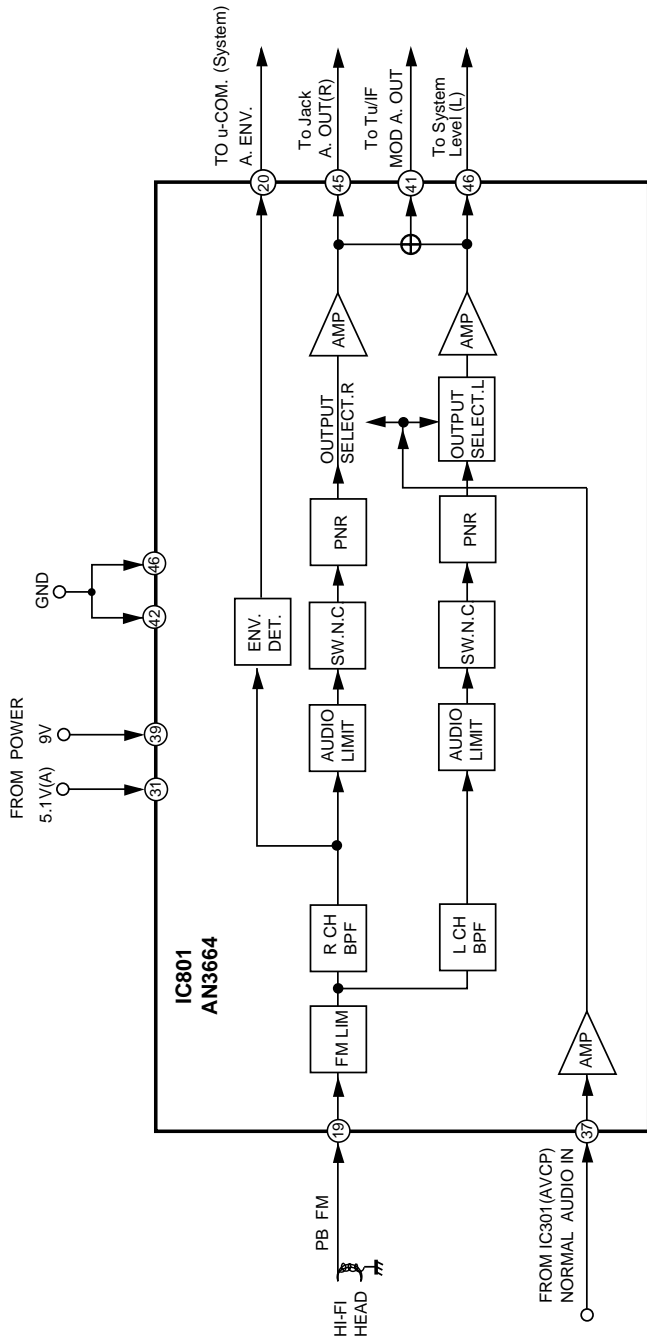 FROM POWER
5.1V(A)
9V
GND
31
39
42
46
IC801
AN3664
HI-FI
HEAD
PB FM
19
FM LIM
R CH
BPF
L CH
BPF
ENV.
DET.
AUDIO
LIMIT
SW.N.C.
PNR
OUTPUT
SELECT.R
AMP
AUDIO
LIMIT
SW.N.C.
PNR
OUTPUT
SELECT.L
AMP
20
TO u-COM. (System)
A. ENV.
45
To Jack
A. OUT(R)
41
To Tu/IF
MOD A. OUT
46
To System
Level (L)
FROM IC301(AVCP)
NORMAL AUDIO IN
37
AMP